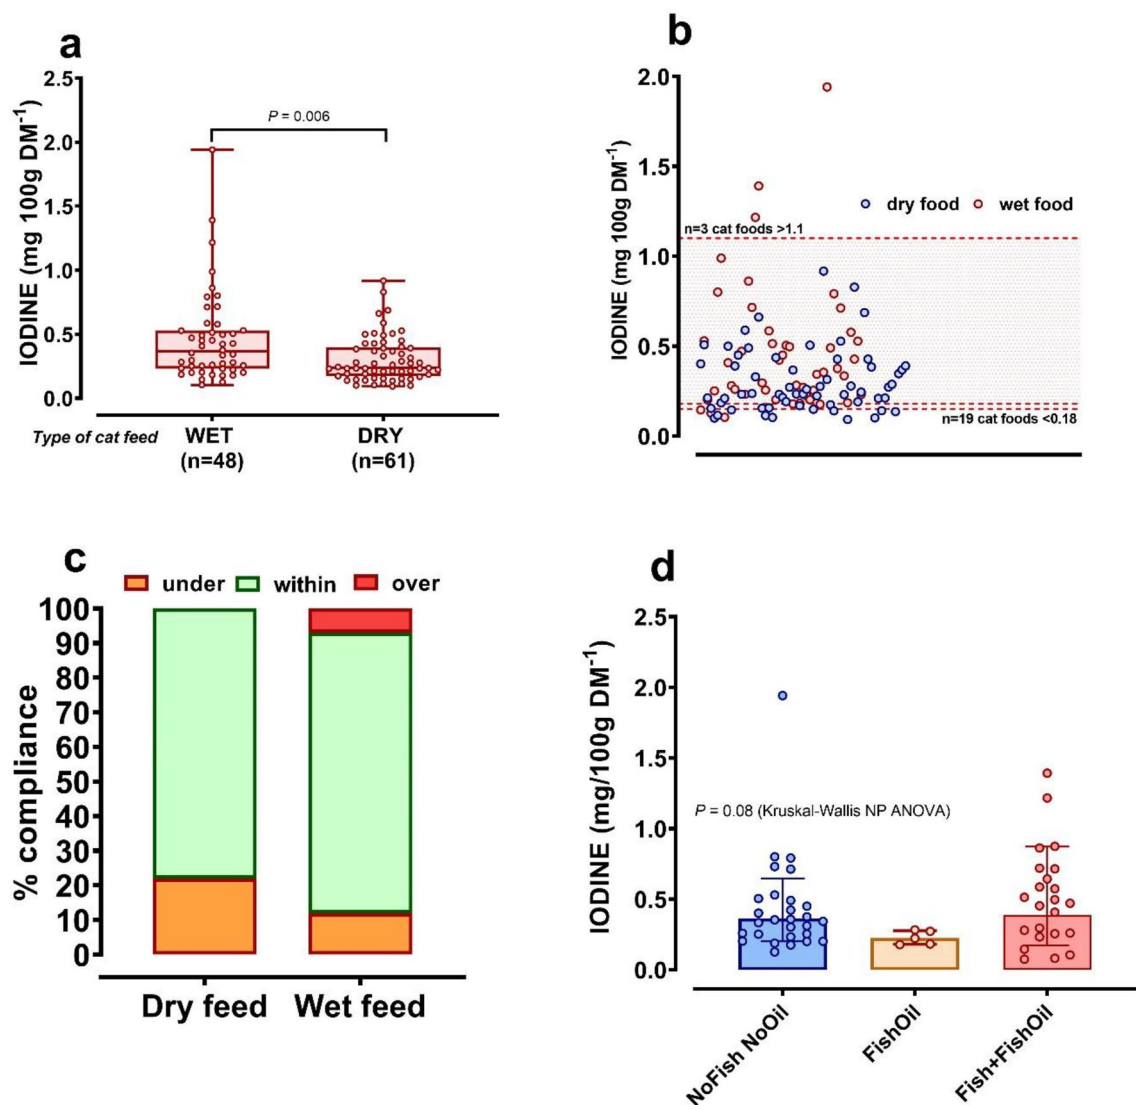 a
IODINE (mg 100g DM⁻¹)
2.5
2.0
1.5
1.0
0.5
0.0
P = 0.006
Type of cat feed
WET
(n=48)
DRY
(n=61)
b
IODINE (mg 100g DM⁻¹)
2.0
1.5
1.0
0.5
0.0
dry food
wet food
n=3 cat foods >1.1
n=19 cat foods <0.18
c
under
within
over
% compliance
100
90
80
70
60
50
40
30
20
10
0
Dry feed
Wet feed
d
IODINE (mg/100g DM⁻¹)
2.5
2.0
1.5
1.0
0.5
0.0
P = 0.08 (Kruskal-Wallis NP ANOVA)
NoFish NoOil
FishOil
Fish+FishOil